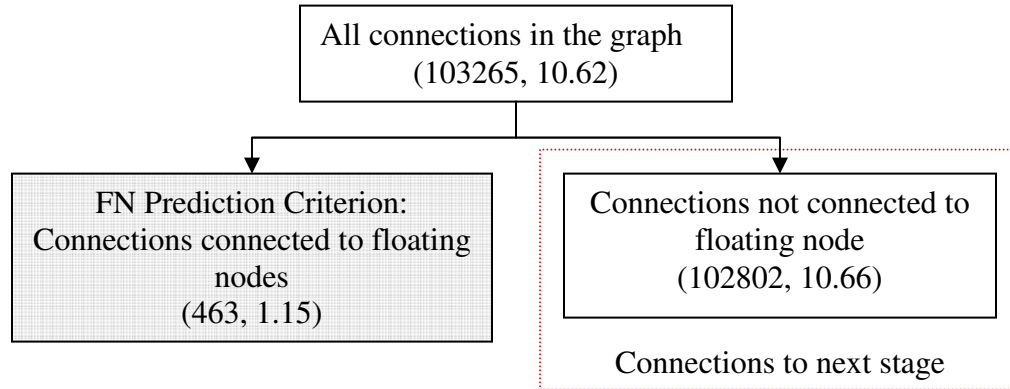 All connections in the graph
(103265, 10.62)
FN Prediction Criterion:
Connections connected to floating
nodes
(463, 1.15)
Connections not connected to
floating node
(102802, 10.66)
Connections to next stage